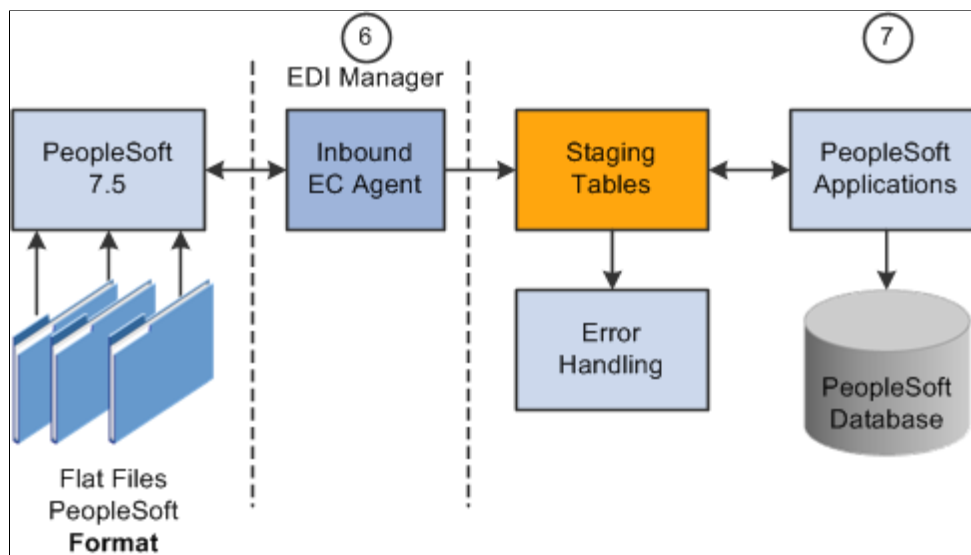 6
7
EDI Manager
PeopleSoft
7.5
Inbound
EC Agent
Staging
Tables
PeopleSoft
Applications
Error
Handling
PeopleSoft
Database
Flat Files
PeopleSoft
Format